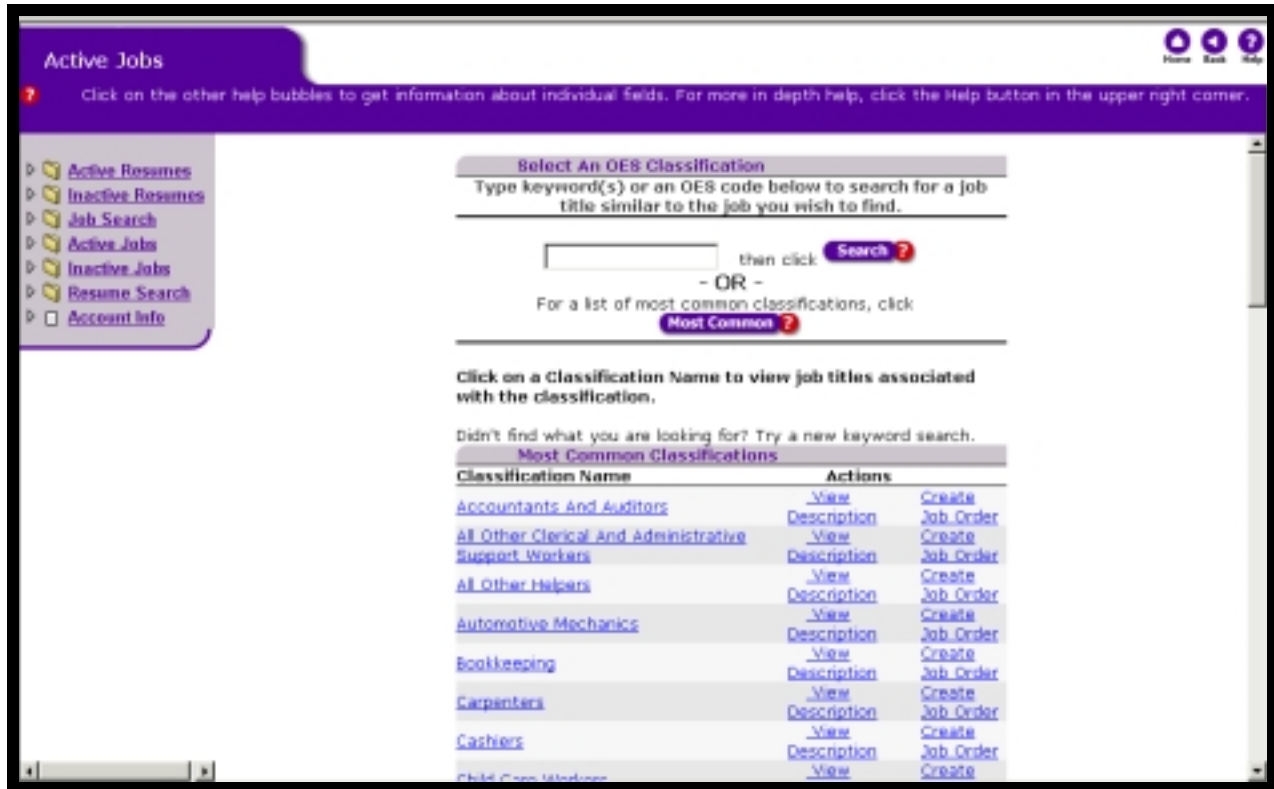 Active Jobs
Home Back Help
? Click on the other help bubbles to get information about individual fields. For more in depth help, click the Help button in the upper right corner.
Active Resumes
Inactive Resumes
Job Search
Active Jobs
Inactive Jobs
Resume Search
Account Info
Select An OES Classification
Type keyword(s) or an OES code below to search for a job
title similar to the job you wish to find.
then click Search ?
- OR -
For a list of most common classifications, click
Most Common ?
Click on a Classification Name to view job titles associated
with the classification.
Didn't find what you are looking for? Try a new keyword search.
Most Common Classifications
Classification Name Actions
Accountants And Auditors View Description Create Job Order
All Other Clerical And Administrative Support Workers View Description Create Job Order
All Other Helpers View Description Create Job Order
Automotive Mechanics View Description Create Job Order
Bookkeeping View Description Create Job Order
Carpenters View Description Create Job Order
Cashiers View Description Create Job Order
Child Care Workers View Create